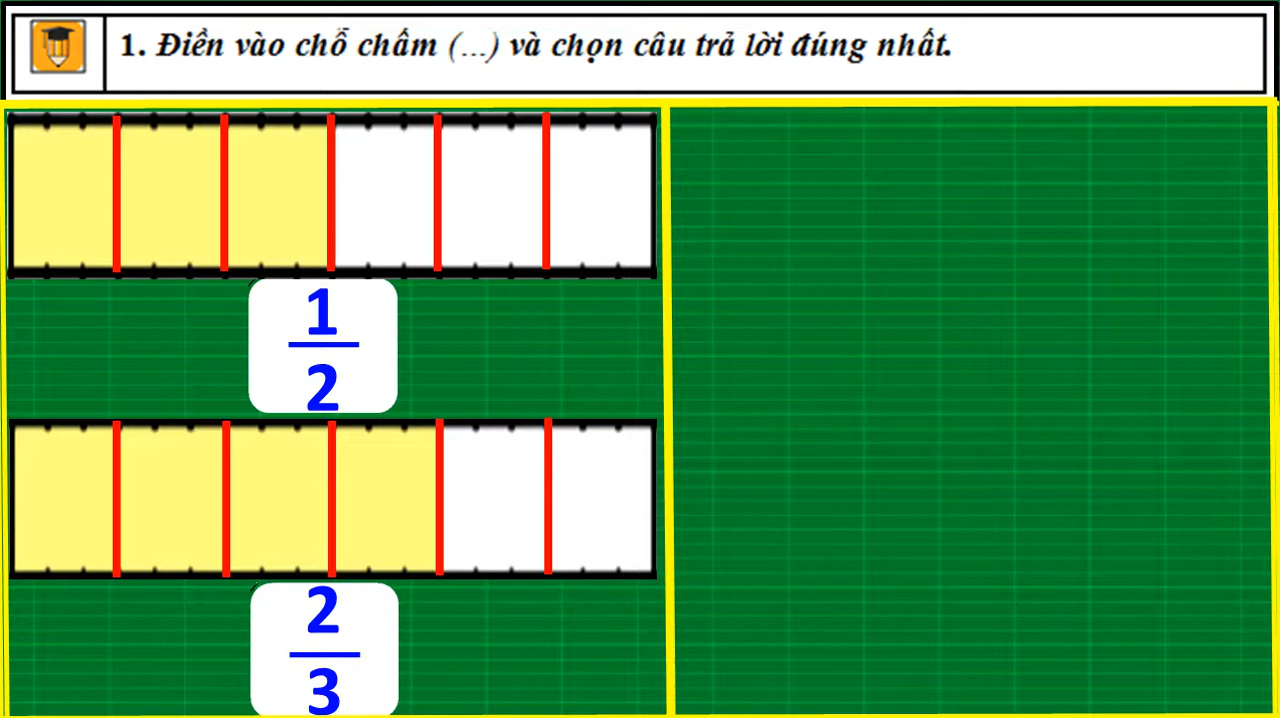 1. Điền vào chỗ chấm (...) và chọn câu trả lời đúng nhất.
1
2
2
3